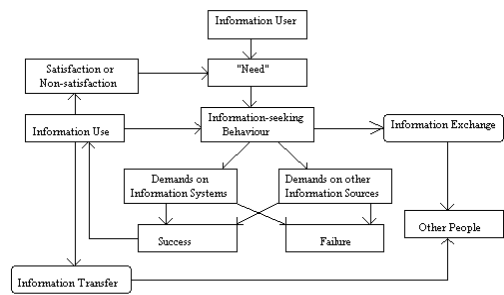 Information User
Satisfaction or
Non-satisfaction
"Need"
Information Use
Information-seeking
Behaviour
Information Exchange
Demands on
Information Systems
Demands on other
Information Sources
Success
Failure
Other People
Information Transfer